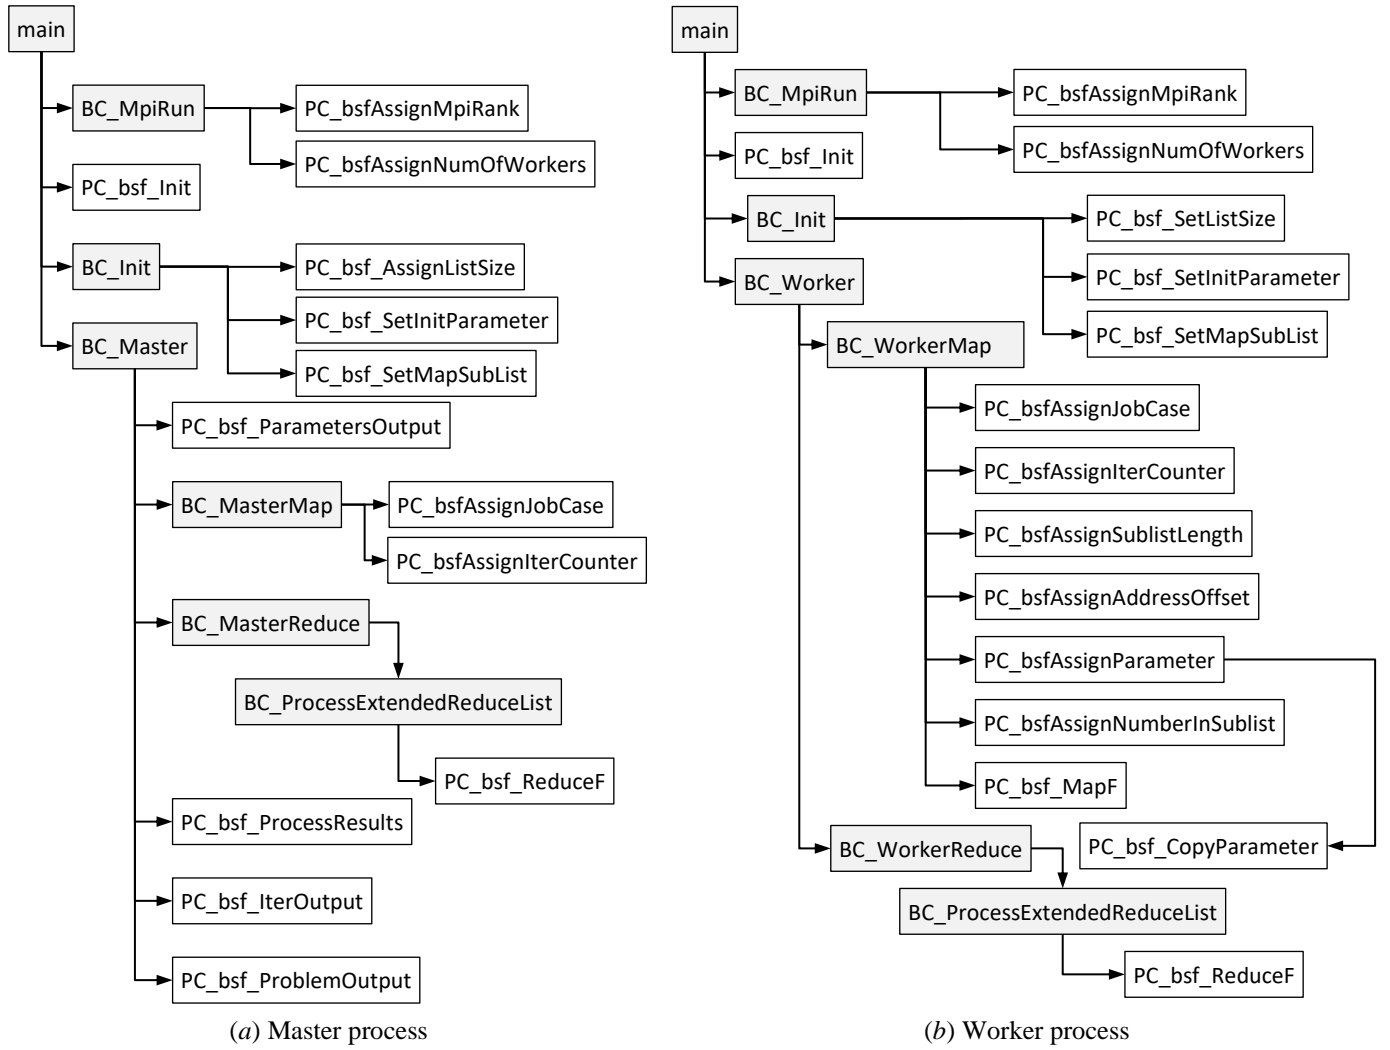 main
BC_MpiRun
PC_bsfAssignMpiRank
PC_bsfAssignNumOfWorkers
PC_bsf_Init
BC_Init
PC_bsf_AssignListSize
PC_bsf_SetInitParameter
PC_bsf_SetMapSubList
BC_Master
PC_bsf_ParametersOutput
BC_MasterMap
PC_bsfAssignJobCase
PC_bsfAssignIterCounter
BC_MasterReduce
BC_ProcessExtendedReduceList
PC_bsf_ReduceF
PC_bsf_ProcessResults
PC_bsf_IterOutput
PC_bsf_ProblemOutput
(a) Master process
main
BC_MpiRun
PC_bsfAssignMpiRank
PC_bsfAssignNumOfWorkers
PC_bsf_Init
BC_Init
PC_bsf_SetListSize
PC_bsf_SetInitParameter
PC_bsf_SetMapSubList
BC_Worker
BC_WorkerMap
PC_bsfAssignJobCase
PC_bsfAssignIterCounter
PC_bsfAssignSublistLength
PC_bsfAssignAddressOffset
PC_bsfAssignParameter
PC_bsfAssignNumberInSublist
PC_bsf_MapF
PC_bsf_CopyParameter
BC_WorkerReduce
BC_ProcessExtendedReduceList
PC_bsf_ReduceF
(b) Worker process